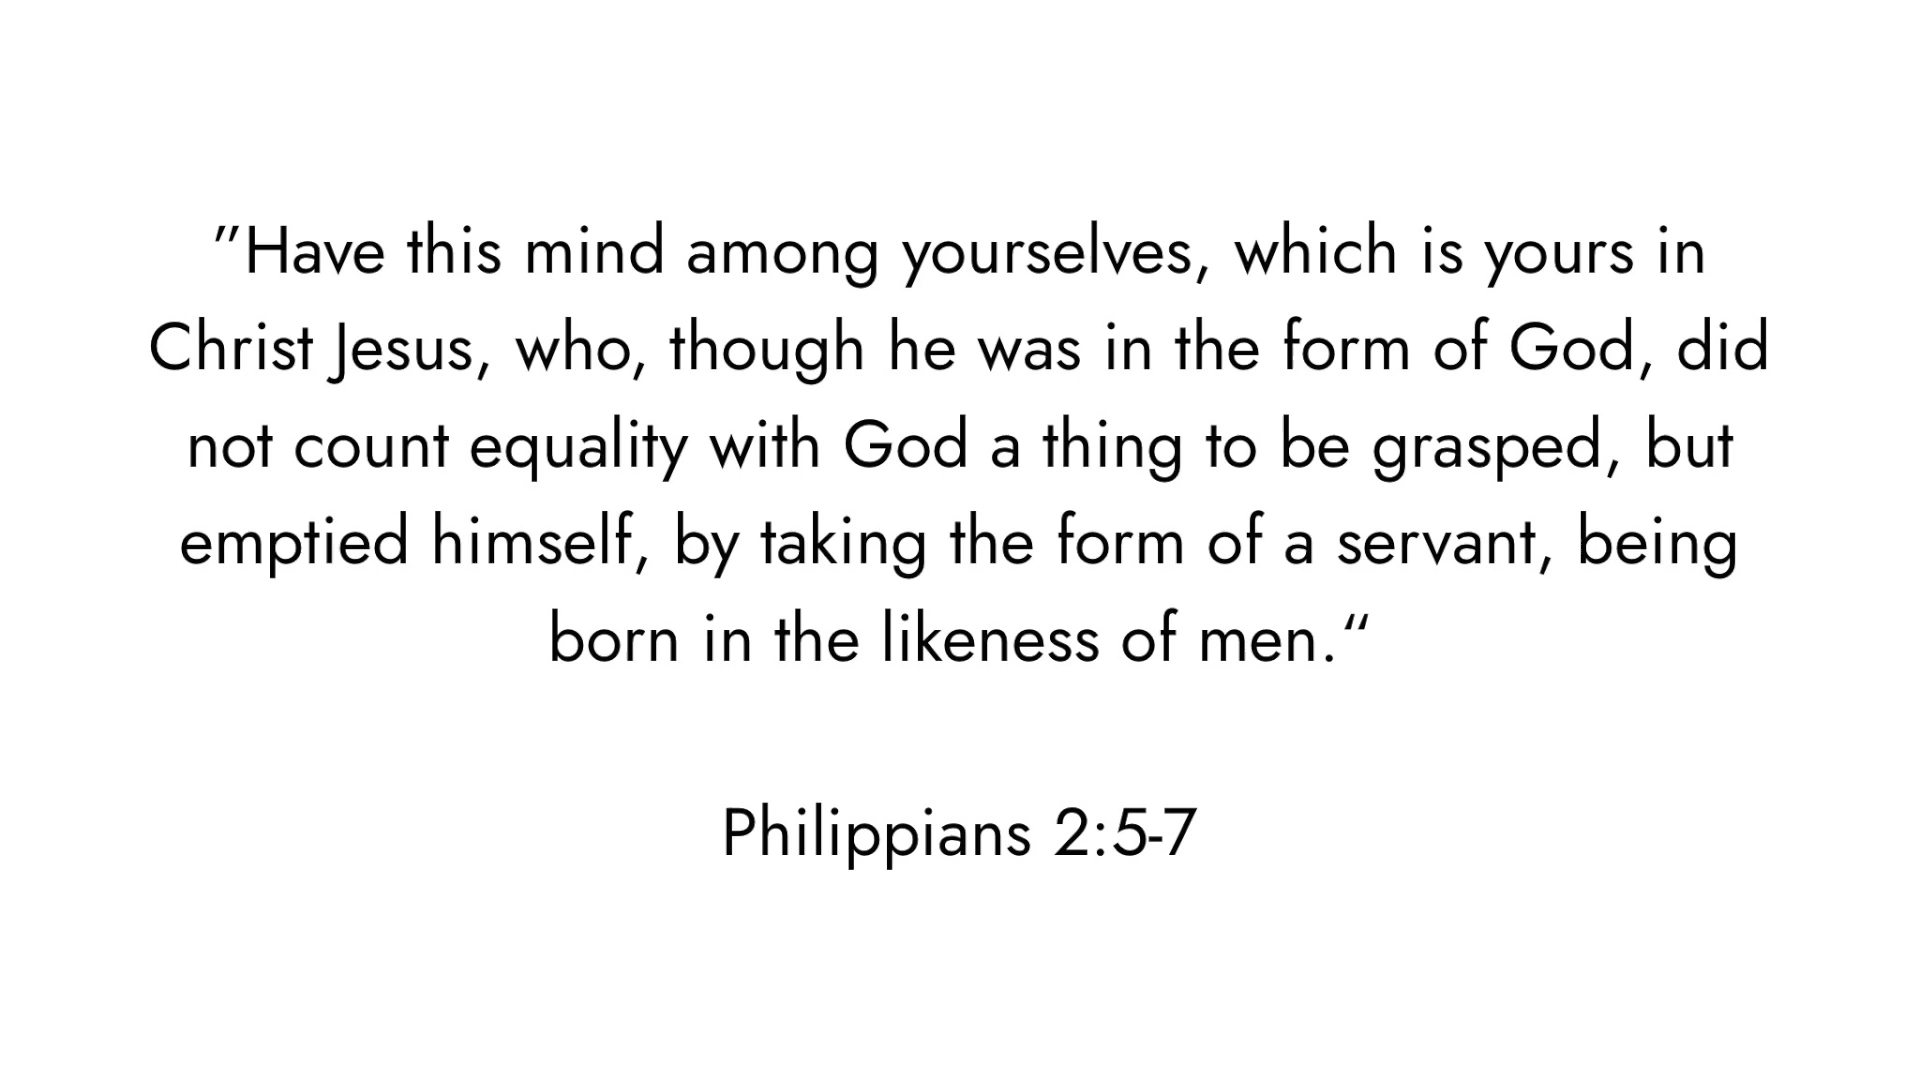 ”Have this mind among yourselves, which is yours in
Christ Jesus, who, though he was in the form of God, did
not count equality with God a thing to be grasped, but
emptied himself, by taking the form of a servant, being
born in the likeness of men.“
Philippians 2:5-7